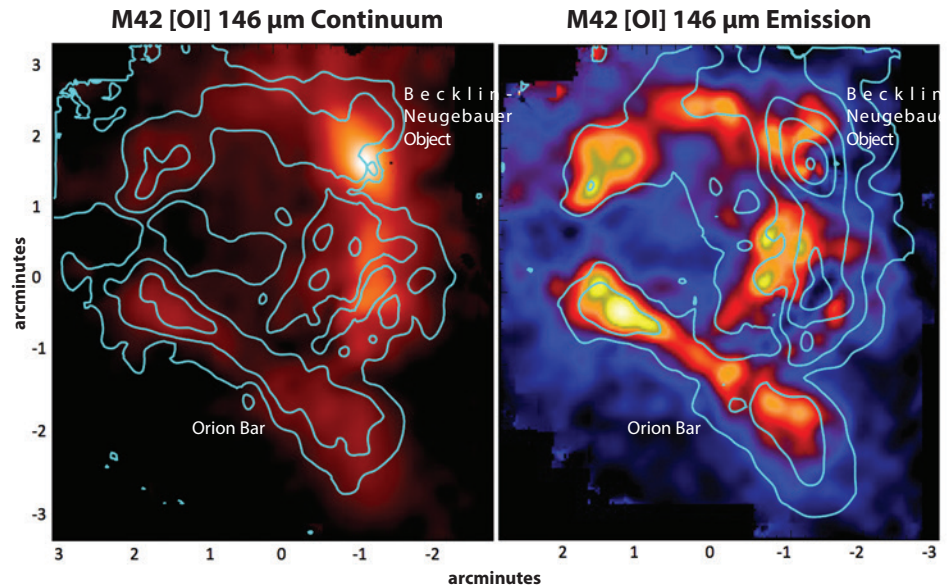 M42 [OI] 146 μm Continuum
M42 [OI] 146 μm Emission
Becklin-
Neugebauer
Object
Becklin
Neugebauer
Object
Orion Bar
Orion Bar
arcminutes
3
2
1
0
-1
-2
-3
3
2
1
0
-1
-2
2
1
0
-1
-2
-3
arcminutes